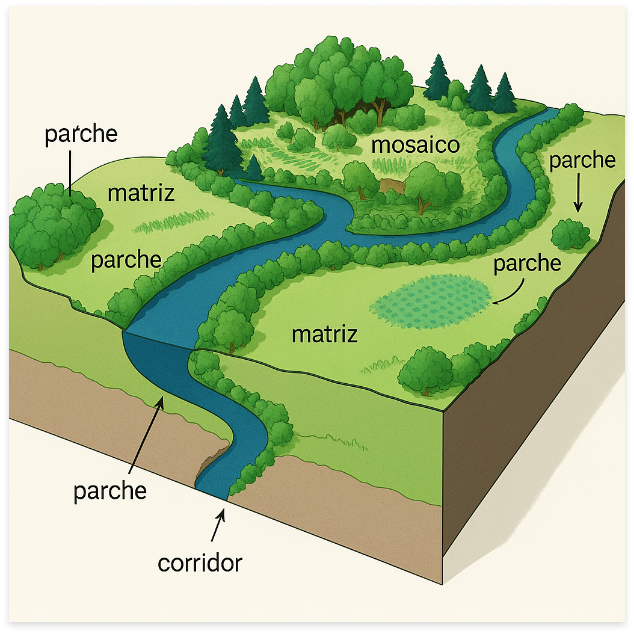 parche
mosaico
parche
matriz
parche
parche
matriz
parche
corridor